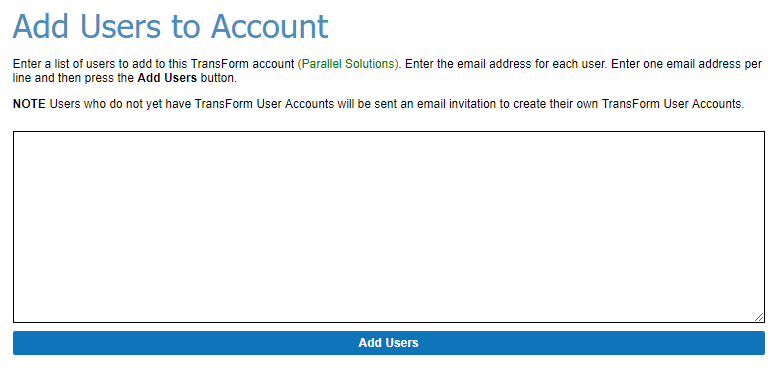 Add Users to Account
Enter a list of users to add to this TransForm account (Parallel Solutions). Enter the email address for each user. Enter one email address per
line and then press the Add Users button.
NOTE Users who do not yet have TransForm User Accounts will be sent an email invitation to create their own TransForm User Accounts.
Add Users